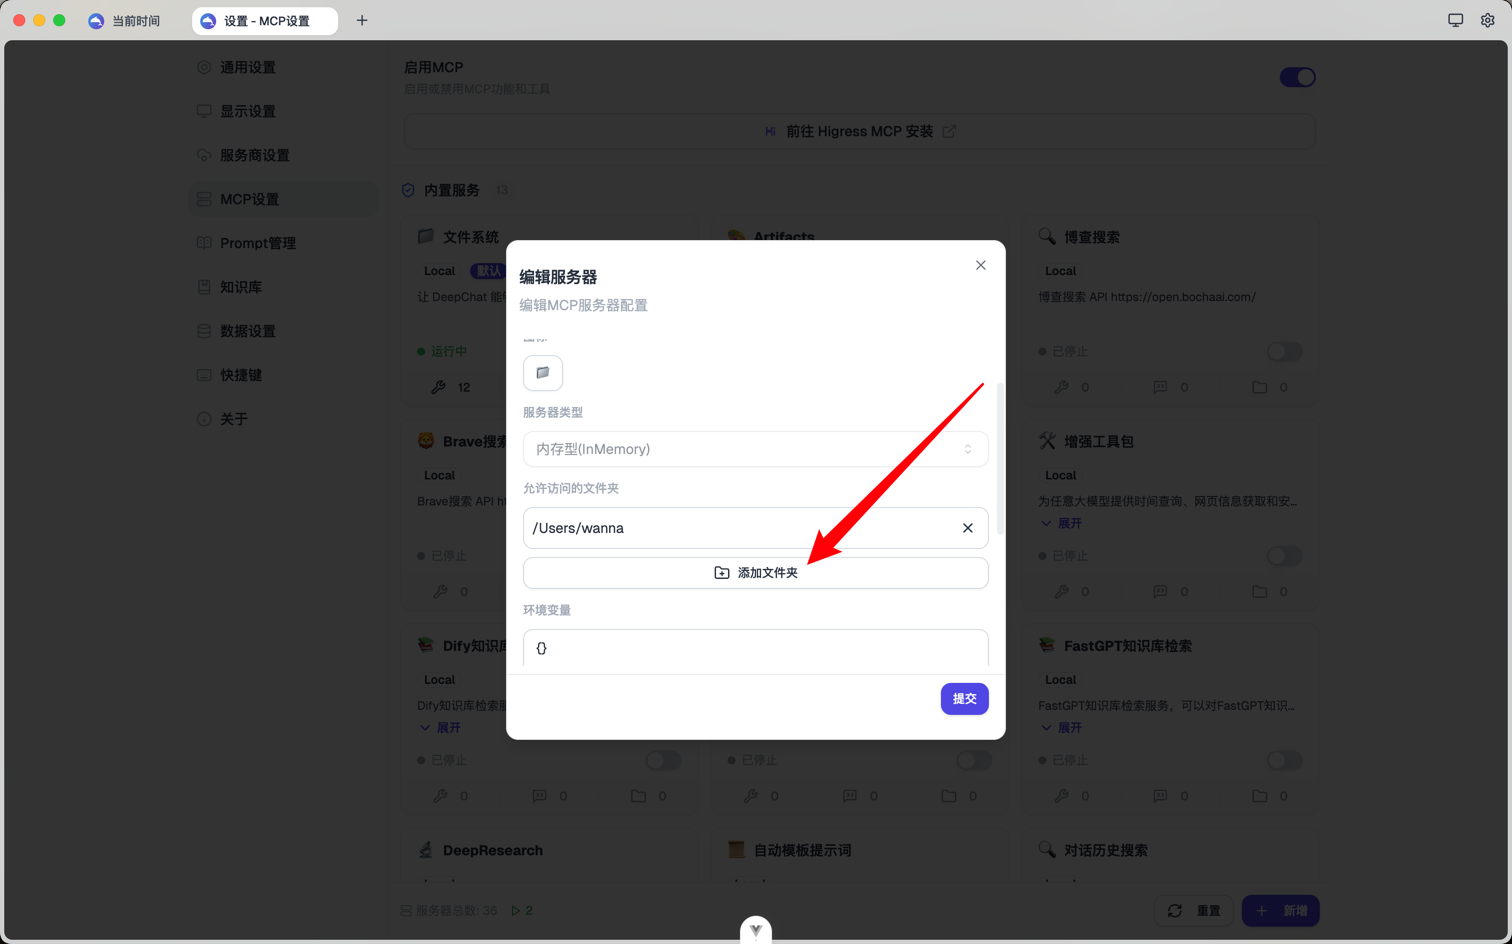 当前时间
设置 - MCP设置
通用设置
显示设置
服务商设置
MCP设置
Prompt管理
知识库
数据设置
快捷键
关于
启用MCP
启用或禁用MCP功能和工具
Hi 前往 Higress MCP 安装
内置服务 13
文件系统
Local 默认
让 DeepChat 能
运行中
12
Artifacts
博查搜索
Local
博查搜索 API https://open.bochaai.com/
已停止
0 0 0
Brave搜索
Local
Brave搜索 API
已停止
0
增强工具包
Local
为任意大模型提供时间查询、网页信息获取和安...
展开
已停止
0 0 0
Dify知识库
Local
Dify知识库检索服
展开
已停止
0 0 0
已停止
0 0 0
FastGPT知识库检索
Local
FastGPT知识库检索服务，可以对FastGPT知识...
展开
已停止
0 0 0
DeepResearch
自动模板提示词
对话历史搜索
服务器总数: 36 2
重置
新增
编辑服务器
编辑MCP服务器配置
服务器类型
内存型(InMemory)
允许访问的文件夹
/Users/wanna
添加文件夹
环境变量
{}
提交